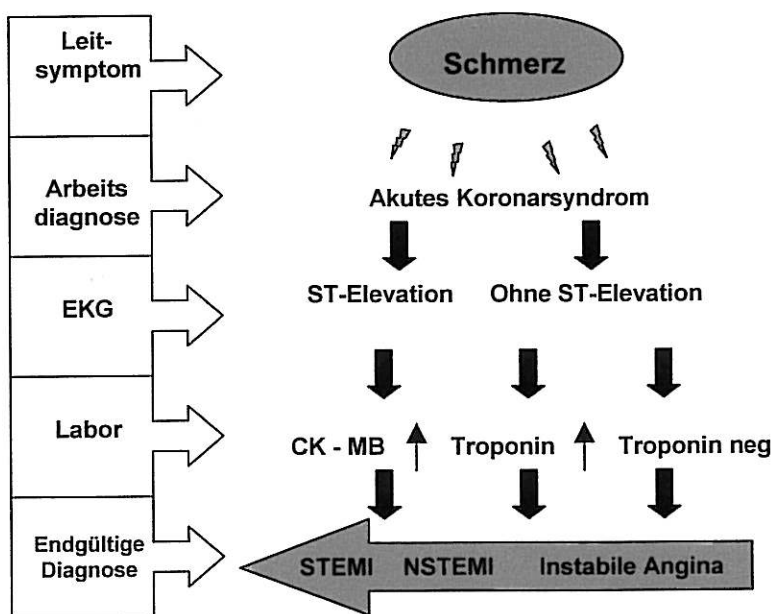 Leit-
symptom
Schmerz
Arbeits
diagnose
Akutes Koronarsyndrom
EKG
ST-Elevation Ohne ST-Elevation
Labor
CK - MB Troponin Troponin neg
Endgültige
Diagnose
STEMI NSTEMI Instabile Angina